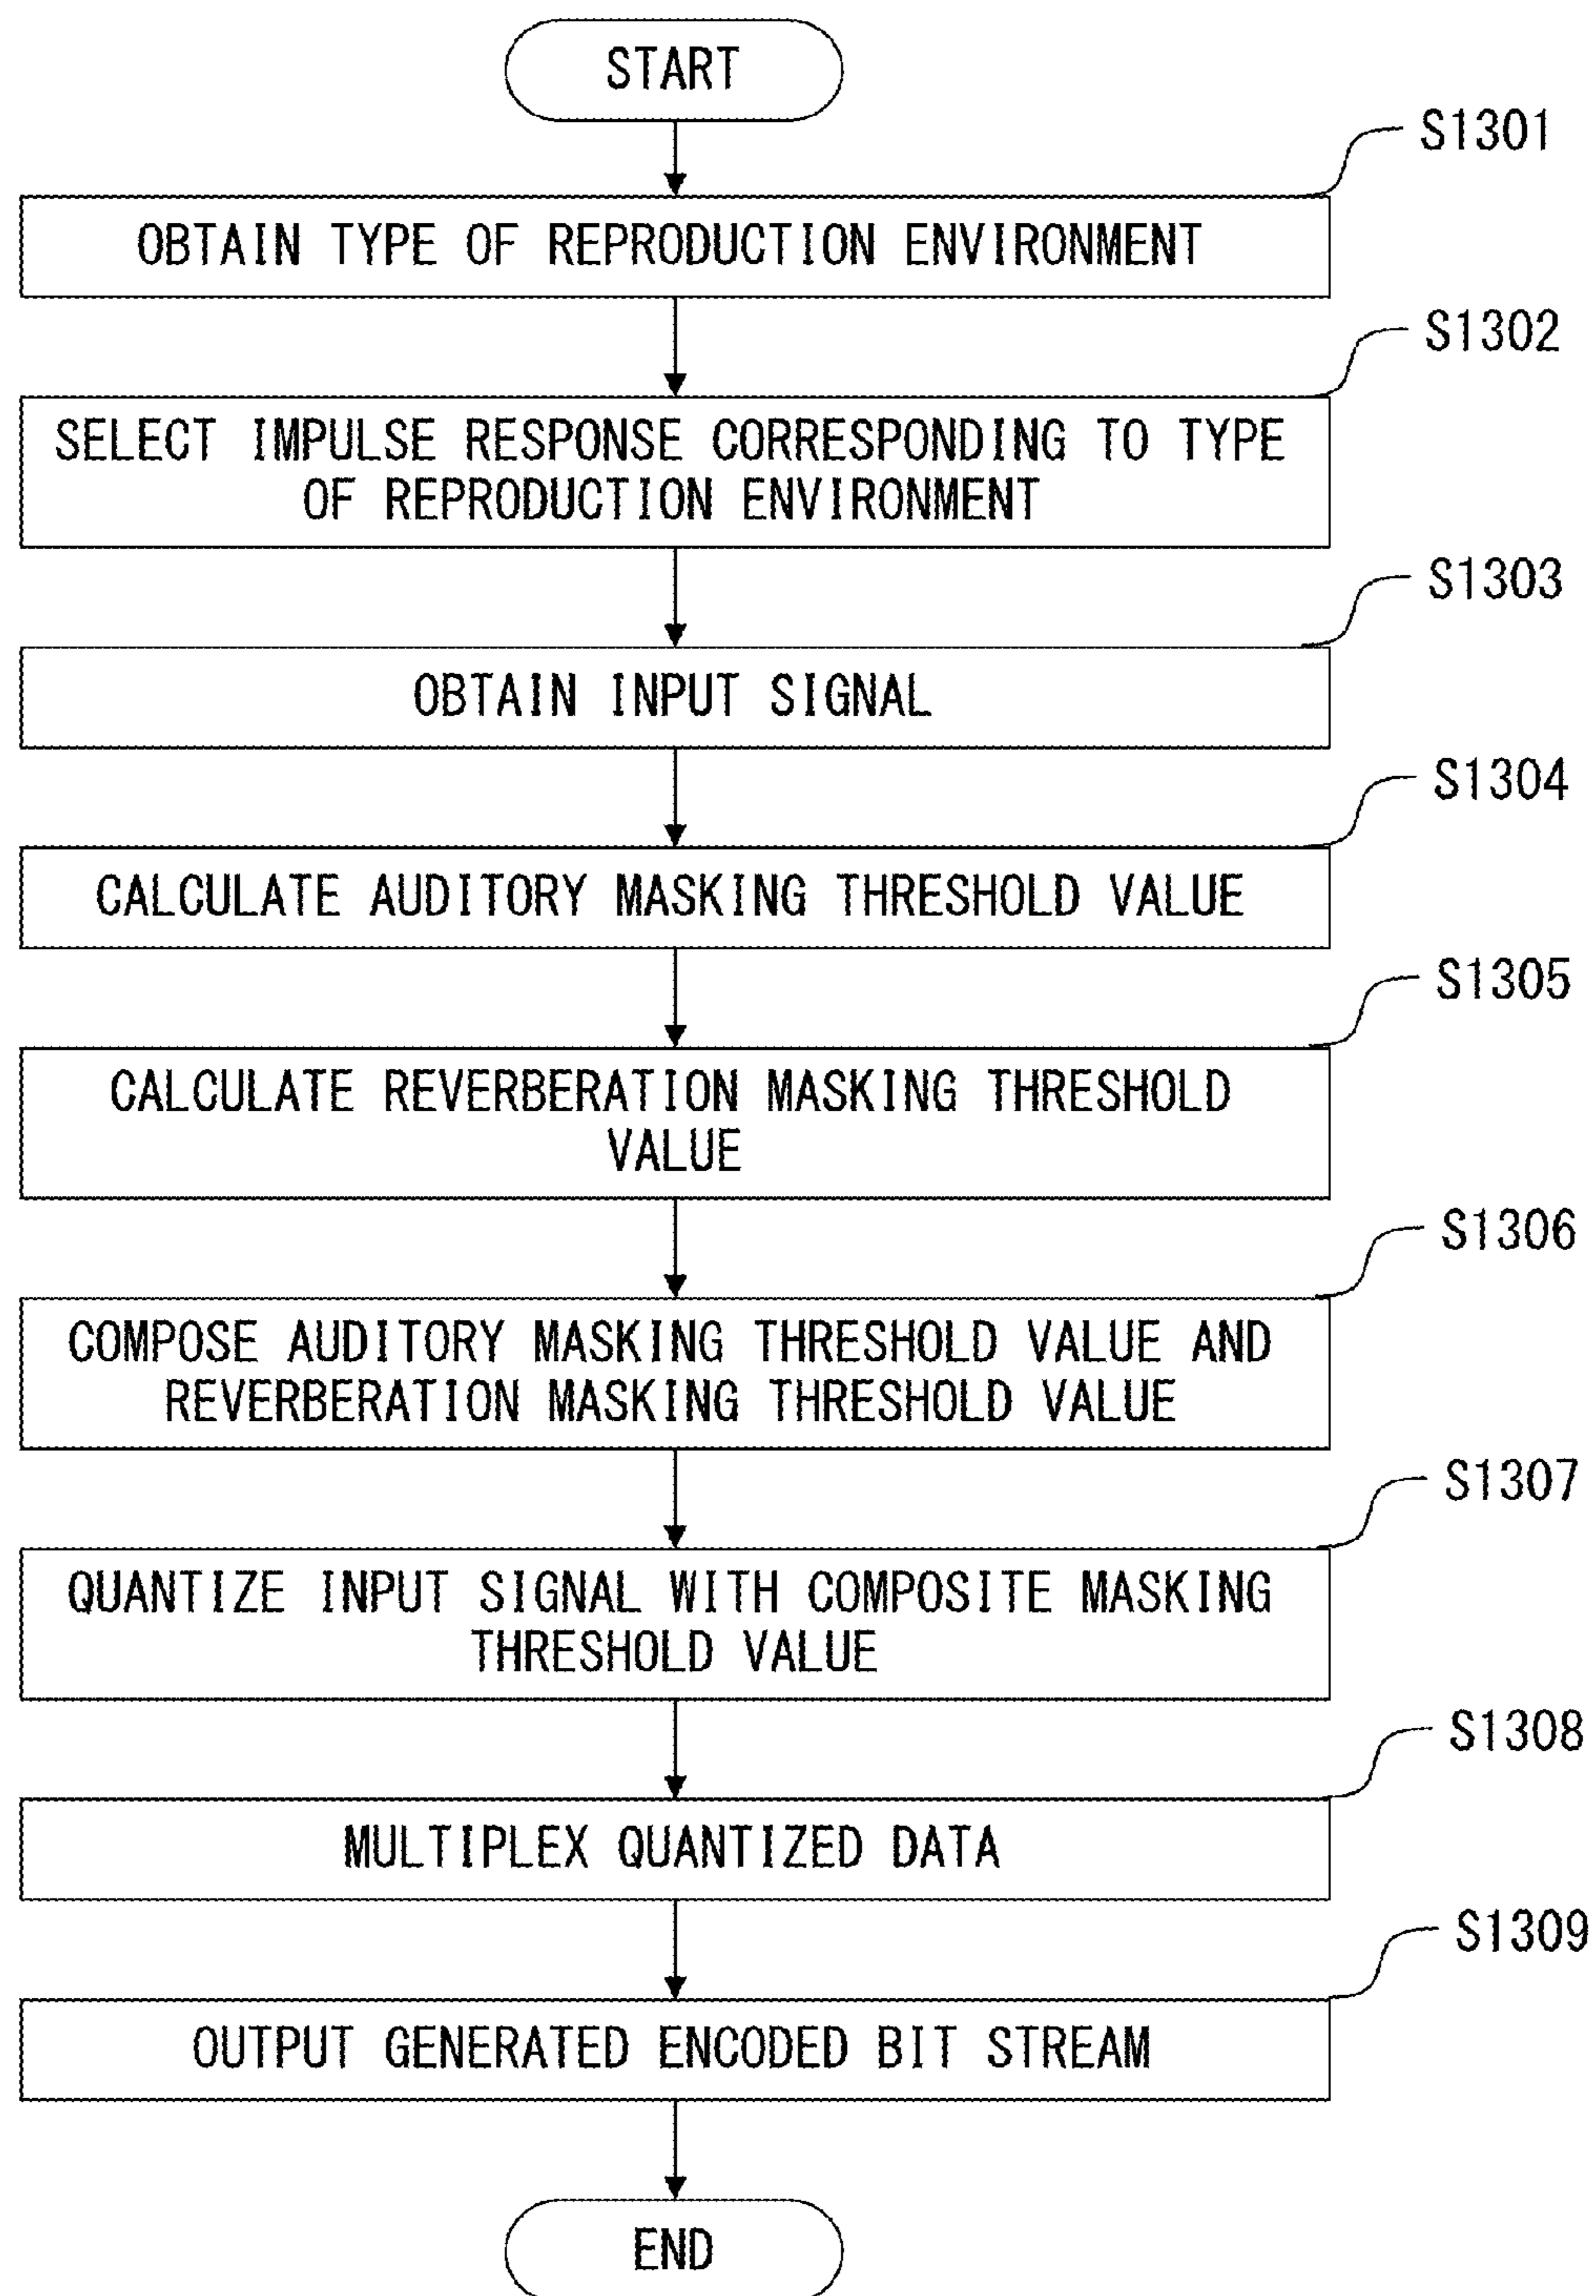 START
S1301
OBTAIN TYPE OF REPRODUCTION ENVIRONMENT
S1302
SELECT IMPULSE RESPONSE CORRESPONDING TO TYPE
OF REPRODUCTION ENVIRONMENT
S1303
OBTAIN INPUT SIGNAL
S1304
CALCULATE AUDITORY MASKING THRESHOLD VALUE
S1305
CALCULATE REVERBERATION MASKING THRESHOLD
VALUE
S1306
COMPOSE AUDITORY MASKING THRESHOLD VALUE AND
REVERBERATION MASKING THRESHOLD VALUE
S1307
QUANTIZE INPUT SIGNAL WITH COMPOSITE MASKING
THRESHOLD VALUE
S1308
MULTIPLEX QUANTIZED DATA
S1309
OUTPUT GENERATED ENCODED BIT STREAM
END